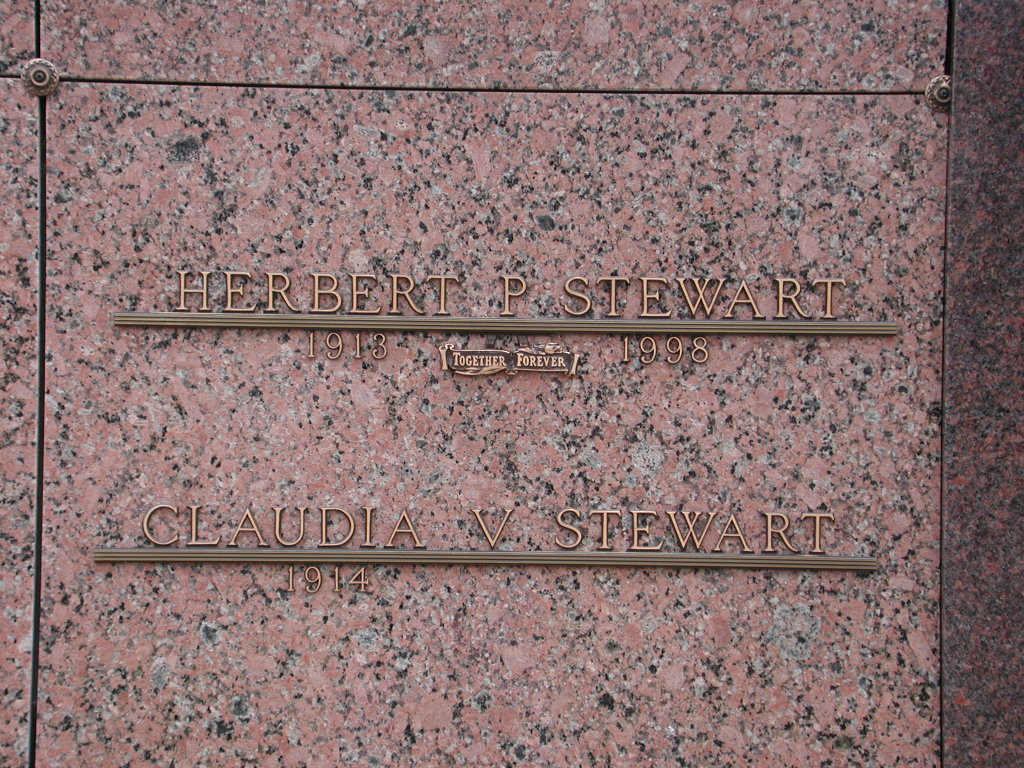 HERBERT P STEWART
1913 TOGETHER FOREVER 1998
CLAUDIA V STEWART
1914